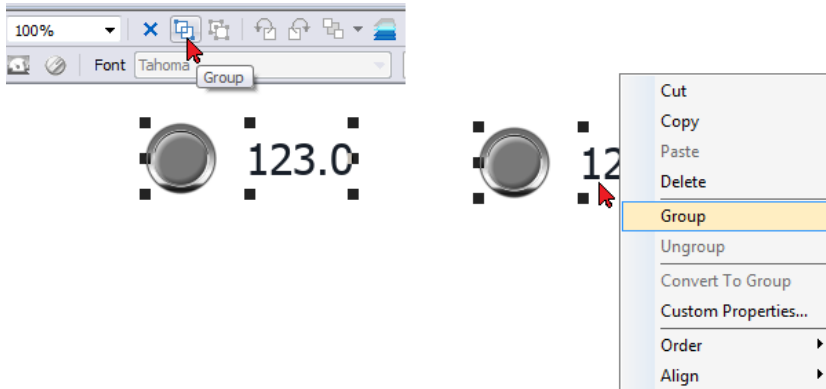 100%
Font Tahoma
Group
123.0
12
Cut
Copy
Paste
Delete
Group
Ungroup
Convert To Group
Custom Properties...
Order
Align